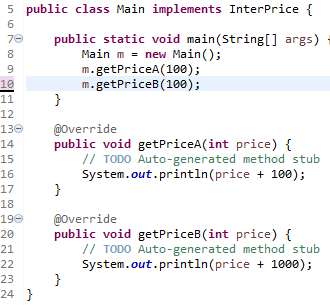 5 public class Main implements InterPrice {
6
7 public static void main(String[] args) {
8 Main m = new Main();
9 m.getPriceA(100);
10 m.getPriceB(100);
11 }
12
13 @Override
14 public void getPriceA(int price) {
15 // TODO Auto-generated method stub
16 System.out.println(price + 100);
17 }
18
19 @Override
20 public void getPriceB(int price) {
21 // TODO Auto-generated method stub
22 System.out.println(price + 1000);
23 }
24 }